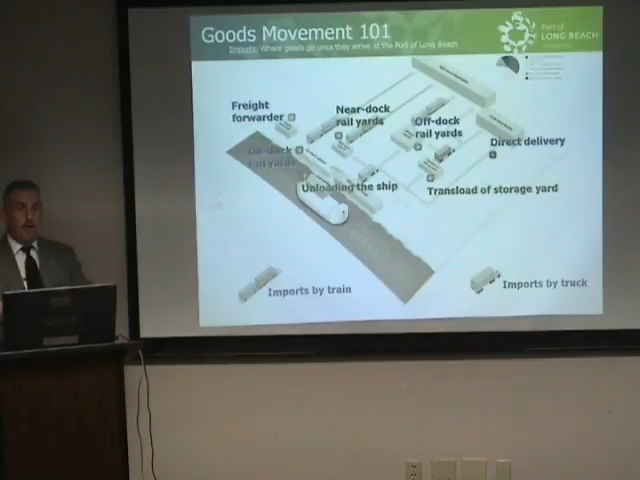 Goods Movement 101
Imports: Where goods go once they arrive at the Port of Long Beach
Port of
LONG BEACH
Freight
forwarder
Near-dock
rail yards
Off-dock
rail yards
Direct delivery
On-dock
rail yards
Unloading the ship
Transload of storage yard
Imports by train
Imports by truck